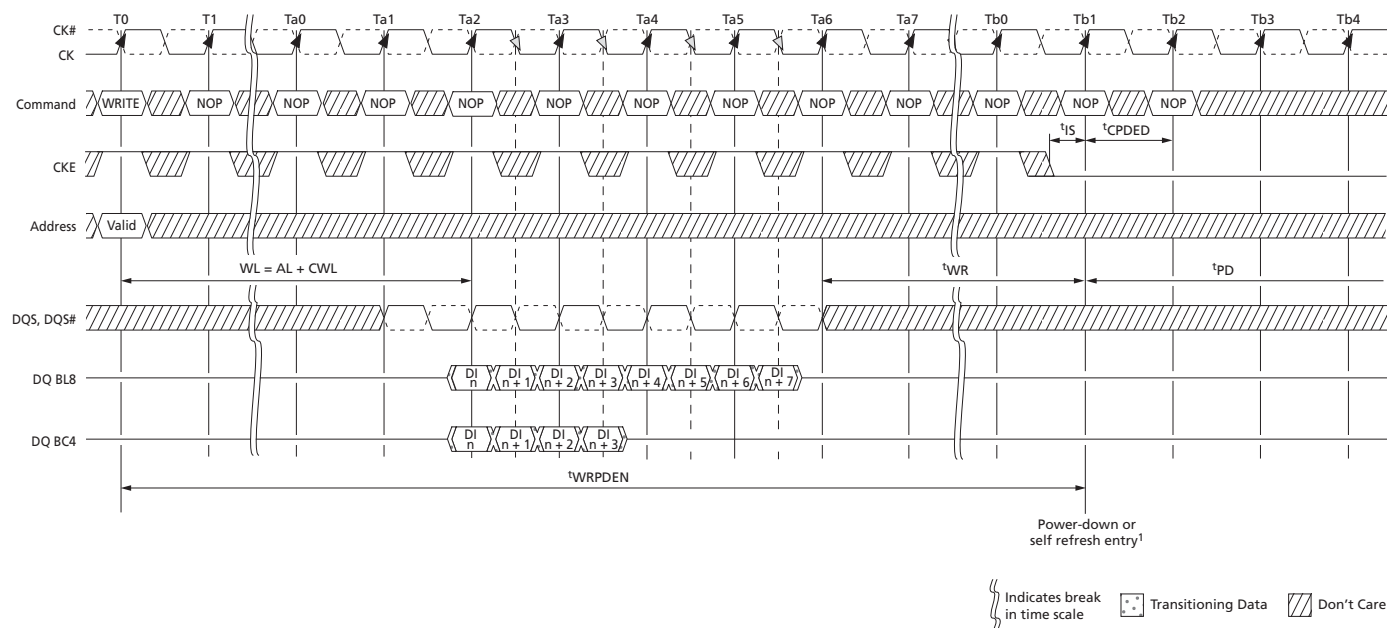 T0 T1 Ta0 Ta1 Ta2 Ta3 Ta4 Ta5 Ta6 Ta7 Tb0 Tb1 Tb2 Tb3 Tb4
CK#
CK
Command WRITE NOP NOP NOP NOP NOP NOP NOP NOP NOP NOP NOP NOP
tIS tCPDED
CKE
Address Valid
WL = AL + CWL tWR tPD
DQS, DQS#
DQ BL8 DI n DI n + 1 DI n + 2 DI n + 3 DI n + 4 DI n + 5 DI n + 6 DI n + 7
DQ BC4 DI n DI n + 1 DI n + 2 DI n + 3
tWRPDEN
Power-down or
self refresh entry1
Indicates break
in time scale
Transitioning Data
Don't Care